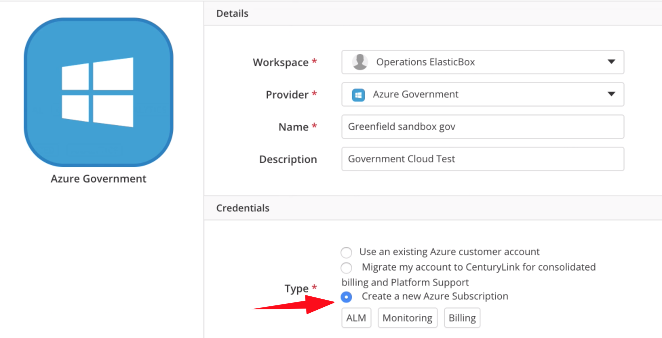 Details
Workspace *
Operations ElasticBox
Provider *
Azure Government
Name *
Greenfield sandbox gov
Description
Government Cloud Test
Azure Government
Credentials
Type *
Use an existing Azure customer account
Migrate my account to CenturyLink for consolidated
billing and Platform Support
Create a new Azure Subscription
ALM Monitoring Billing